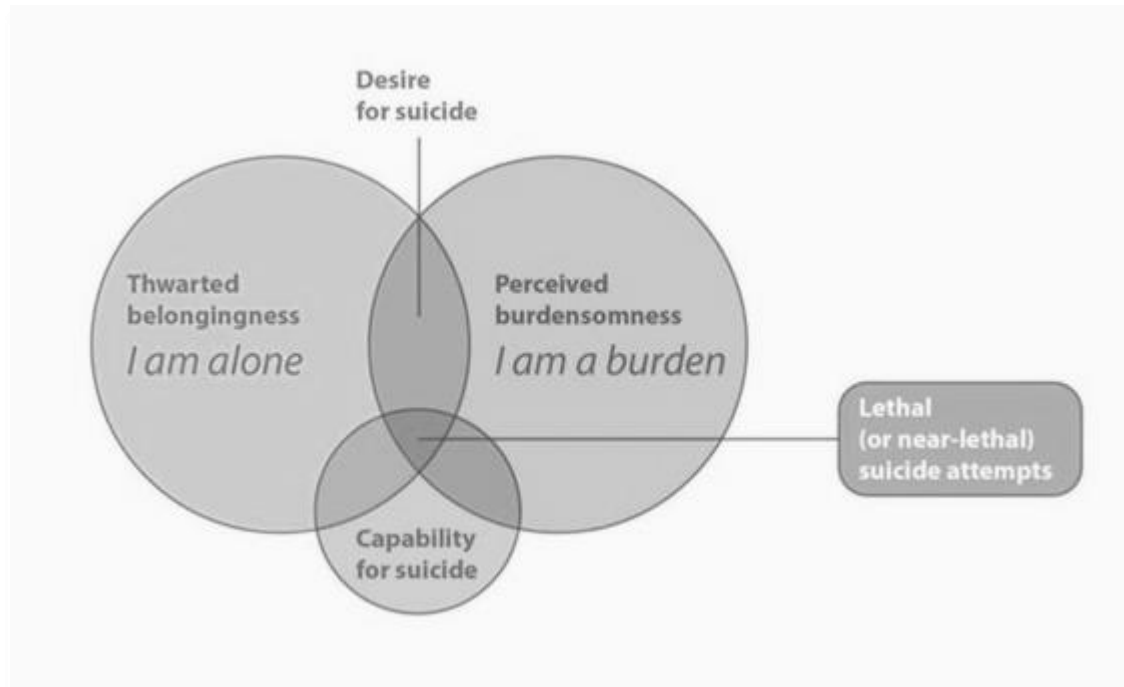 Desire
for suicide
Thwarted
belongingness
I am alone
Perceived
burdensomness
I am a burden
Lethal
(or near-lethal)
suicide attempts
Capability
for suicide